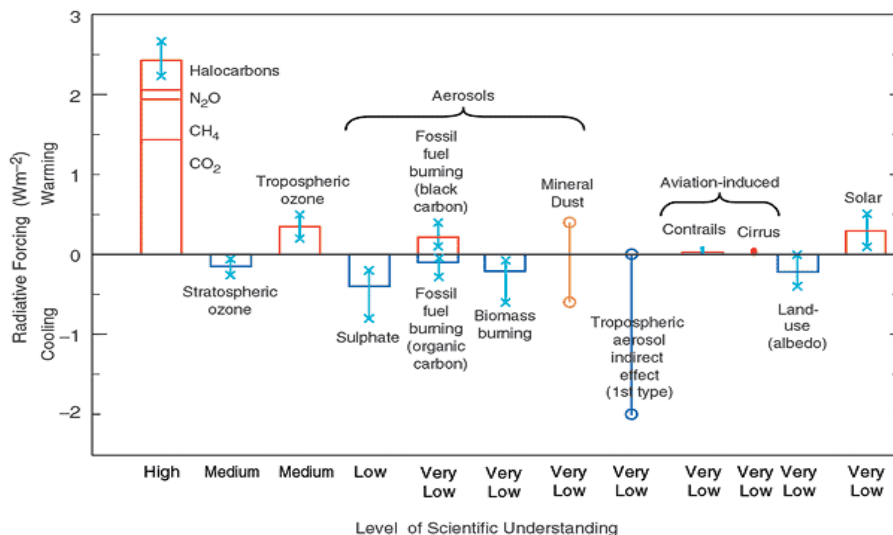 3
2
1
0
−1
−2
Radiative Forcing (Wm−2)
Cooling
Warming
Halocarbons
N2O
CH4
CO2
Stratospheric
ozone
Tropospheric
ozone
Aerosols
Sulphate
Fossil
fuel
burning
(black
carbon)
Fossil
fuel
burning
(organic
carbon)
Biomass
burning
Mineral
Dust
Tropospheric
aerosol
indirect
effect
(1st type)
Aviation-induced
Contrails
Cirrus
Land-
use
(albedo)
Solar
High
Medium
Medium
Low
Very
Low
Very
Low
Very
Low
Very
Low
Very
Low
Very
Low
Very
Low
Very
Low
Level of Scientific Understanding